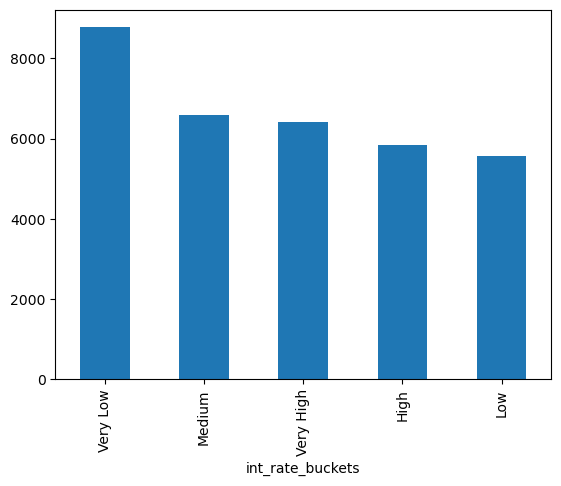 8000
6000
4000
2000
0
Very Low
Medium
Very High
High
Low
int_rate_buckets